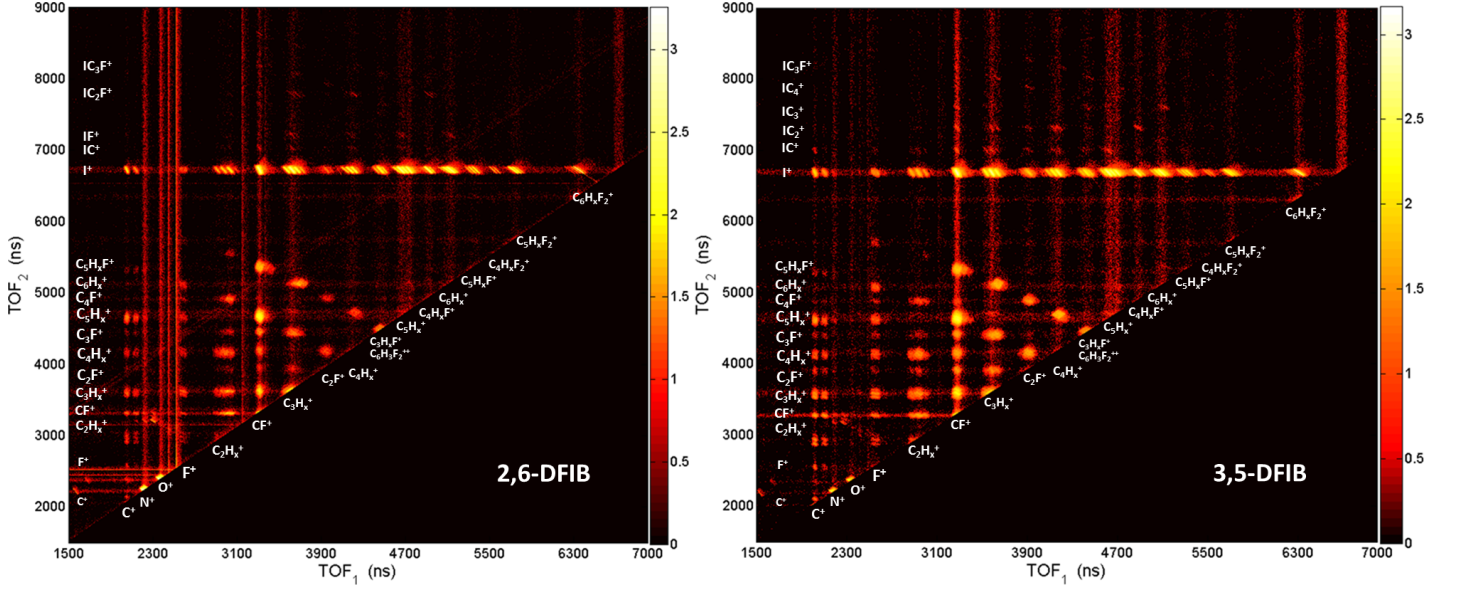 9000
8000
7000
6000
5000
4000
3000
2000
TOF2 (ns)
IC3F+
IC2F+
IF+
IC+
I+
C5HxF+
C6Hx+
C4F+
C5Hx+
C3F+
C4Hx+
C2F+
C3Hx+
CF+
C2Hx+
F+
C+
C6HxF2+
C5HxF2+
C4HxF2+
C5HxF+
C6Hx+
C4HxF+
C5Hx+
C3HxF+
C6H3F2++
C2F+ C4Hx+
C3Hx+
CF+
C2Hx+
F+
O+
N+
C+
2,6-DFIB
1500 2300 3100 3900 4700 5500 6300 7000
TOF1 (ns)
3
2.5
2
1.5
1
0.5
0
9000
8000
7000
6000
5000
4000
3000
2000
TOF2 (ns)
IC3F+
IC4+
IC3+
IC2+
IC+
I+
C5HxF+
C6Hx+
C4F+
C5Hx+
C3F+
C4Hx+
C2F+
C3Hx+
CF+
C2Hx+
F+
C+
C6HxF2+
C5HxF2+
C4HxF2+
C5HxF+
C6Hx+
C4HxF+
C5Hx+
C3HxF+
C6H3F2++
C4Hx+
C2F+
C3Hx+
CF+
C2Hx+
F+
O+
N+
C+
3,5-DFIB
1500 2300 3100 3900 4700 5500 6300 7000
TOF1 (ns)
3
2.5
2
1.5
1
0.5
0